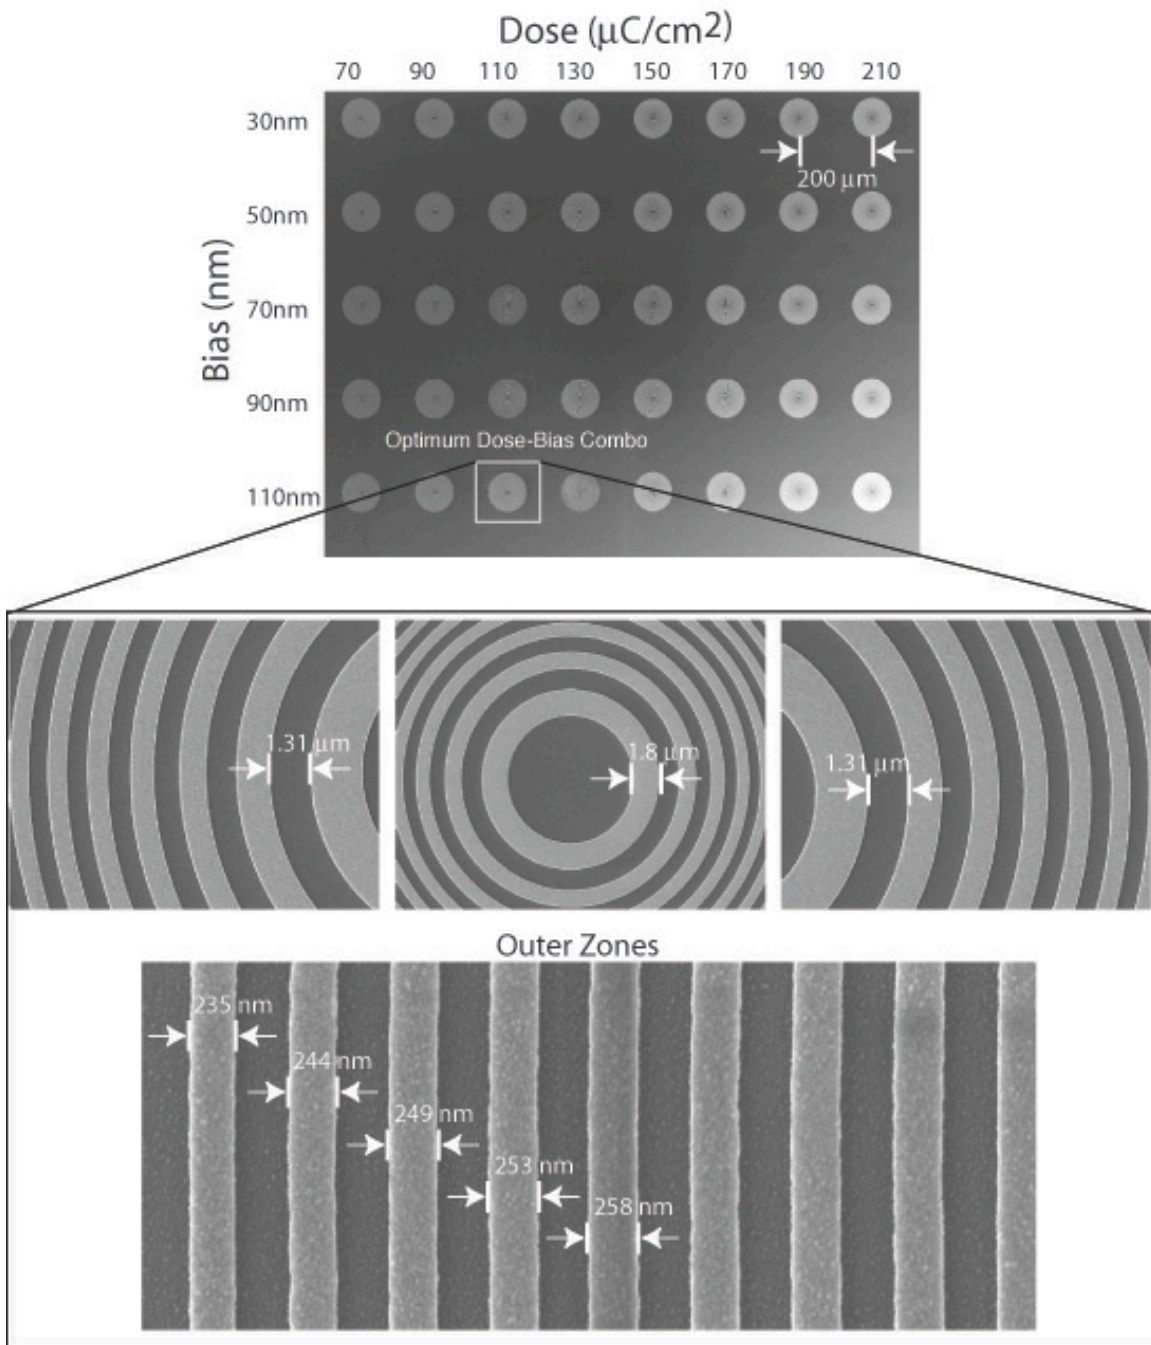 Dose (μC/cm2)
70 90 110 130 150 170 190 210
Bias (nm)
30nm
200 μm
50nm
70nm
90nm
Optimum Dose-Bias Combo
110nm
1.31 μm
1.8 μm
1.31 μm
Outer Zones
235 nm
244 nm
249 nm
253 nm
258 nm